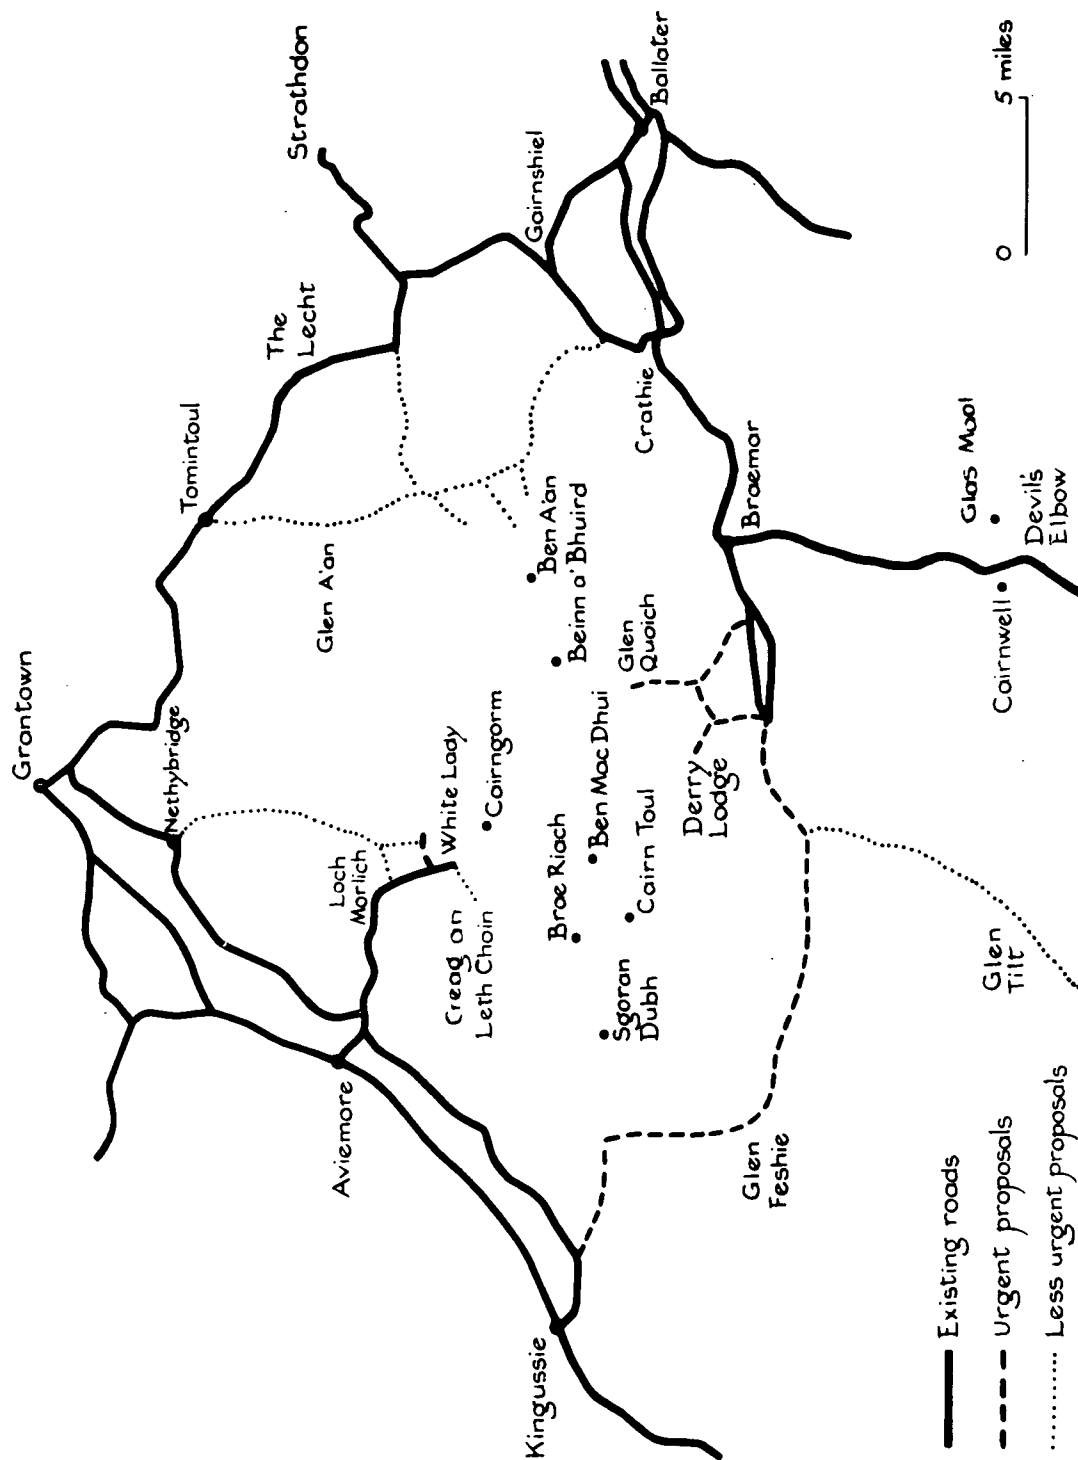 Grantown
Strathdon
Nethybridge
Tomintoul
The
Lecht
Gairnshiel
Ballater
Aviemore
Loch
Morlich
White Lady
Cairngorm
Glen A'an
Creag an
Leth Choin
Ben A'an
Beinn a' Bhuird
Crathie
Braemar
Kingussie
Sgoran
Dubh
Brae Riach
Ben Mac Dhui
Cairn Toul
Glen
Quoich
Derry
Lodge
Glen
Feshie
Glen
Tilt
Cairnwell
Glas Maol
Devil's
Elbow
0 5 miles
Existing roads
Urgent proposals
Less urgent proposals